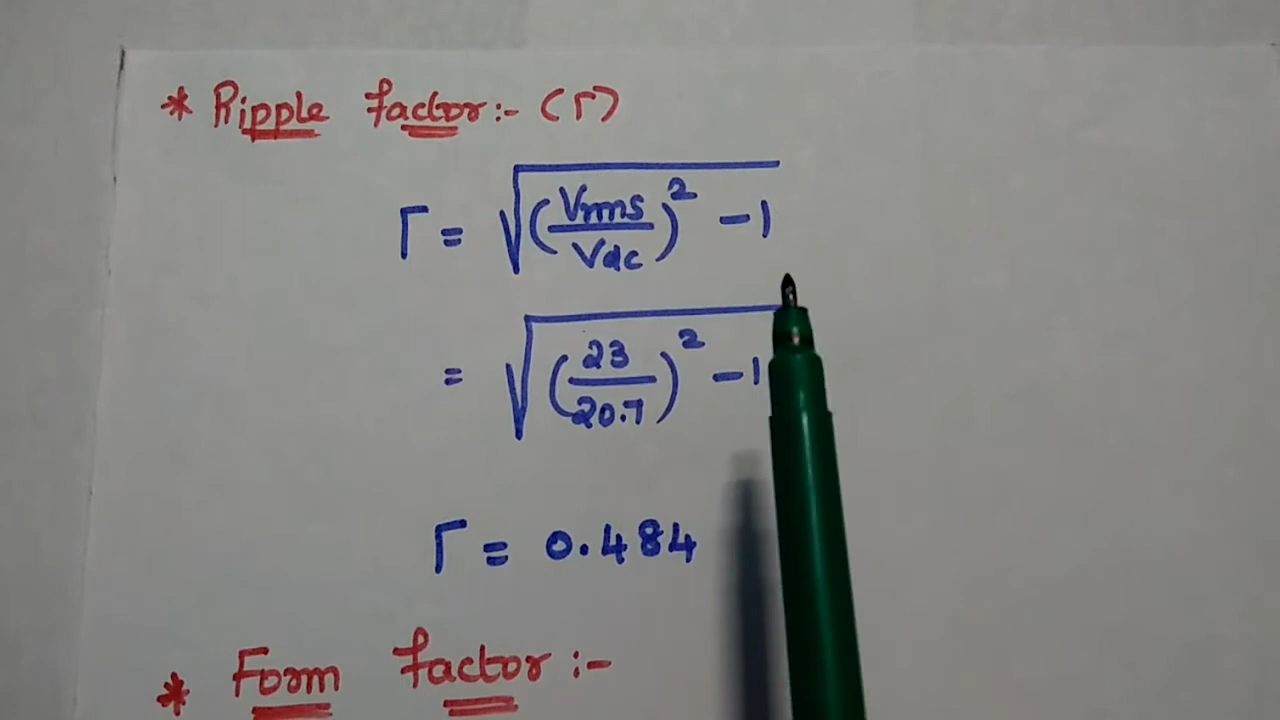 * Ripple factor:- (Γ)
Γ = √(Vrms/Vdc)² - 1
= √(23/20.7)² - 1
Γ = 0.484
* Form factor:-